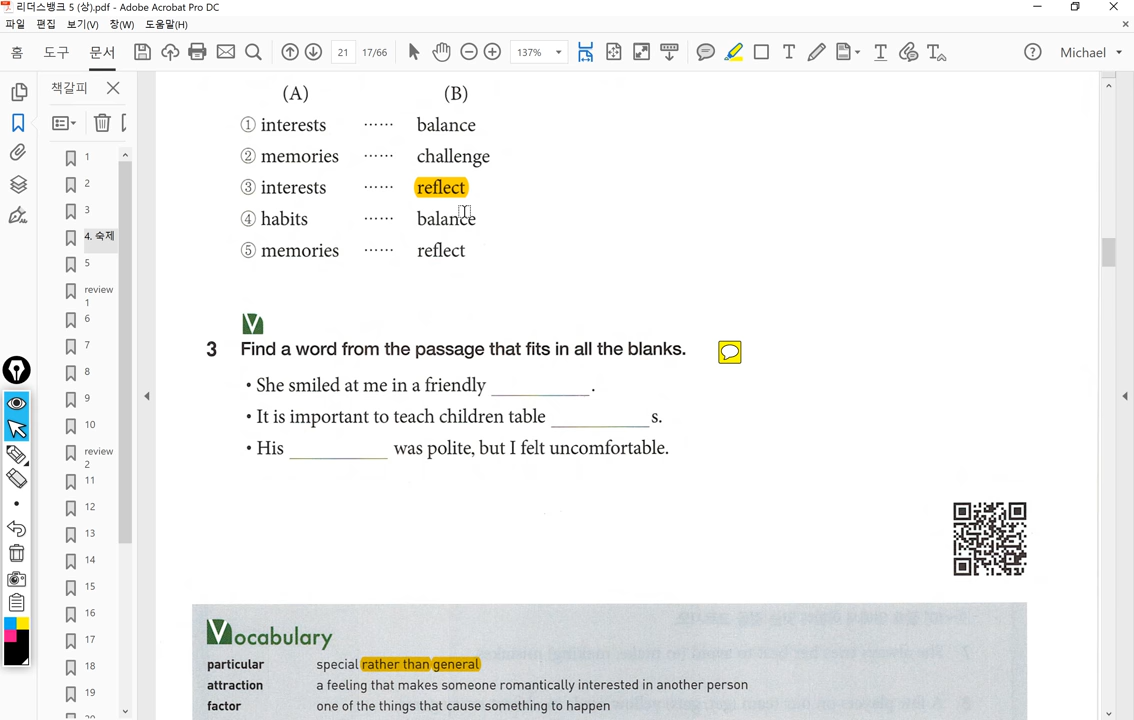 리더스뱅크 5 (상).pdf - Adobe Acrobat Pro DC
파일 편집 보기(V) 창(W) 도움말(H)
홈 도구 문서 21 17/66 137% Michael
책갈피
1
2
3
4. 숙제
5
review 1
6
7
8
9
10
review 2
11
12
13
14
15
16
17
18
19
(A) (B)
① interests ······ balance
② memories ······ challenge
③ interests ······ reflect
④ habits ······ balance
⑤ memories ······ reflect
V
3 Find a word from the passage that fits in all the blanks.
• She smiled at me in a friendly __________.
• It is important to teach children table __________s.
• His __________ was polite, but I felt uncomfortable.
Vocabulary
particular special rather than general
attraction a feeling that makes someone romantically interested in another person
factor one of the things that cause something to happen